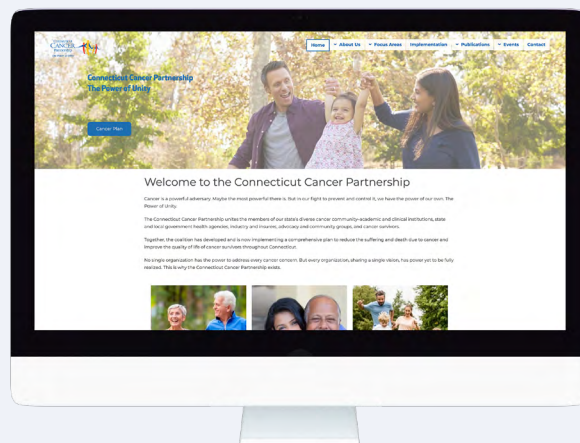 CANCER
Home
About Us
Focus Areas
Implementation
Publications
Events
Contact
Connecticut Cancer Partnership
The Power of Unity
Cancer Plan
Welcome to the Connecticut Cancer Partnership
Cancer is a powerful adversary. Maybe the most powerful there is. But in our fight to prevent and control it, we have the power of our own. The
Power of Unity.
The Connecticut Cancer Partnership unites the members of our state's diverse cancer community–academic and clinical institutions, state
and local government health agencies, industry and insurers, advocacy and community groups, and cancer survivors.
Together, the coalition has developed and is now implementing a comprehensive plan to reduce the suffering and death due to cancer and
improve the quality of life of cancer survivors throughout Connecticut.
No single organization has the power to address every cancer concern. But every organization, sharing a single vision, has power yet to be fully
realized. This is why the Connecticut Cancer Partnership exists.